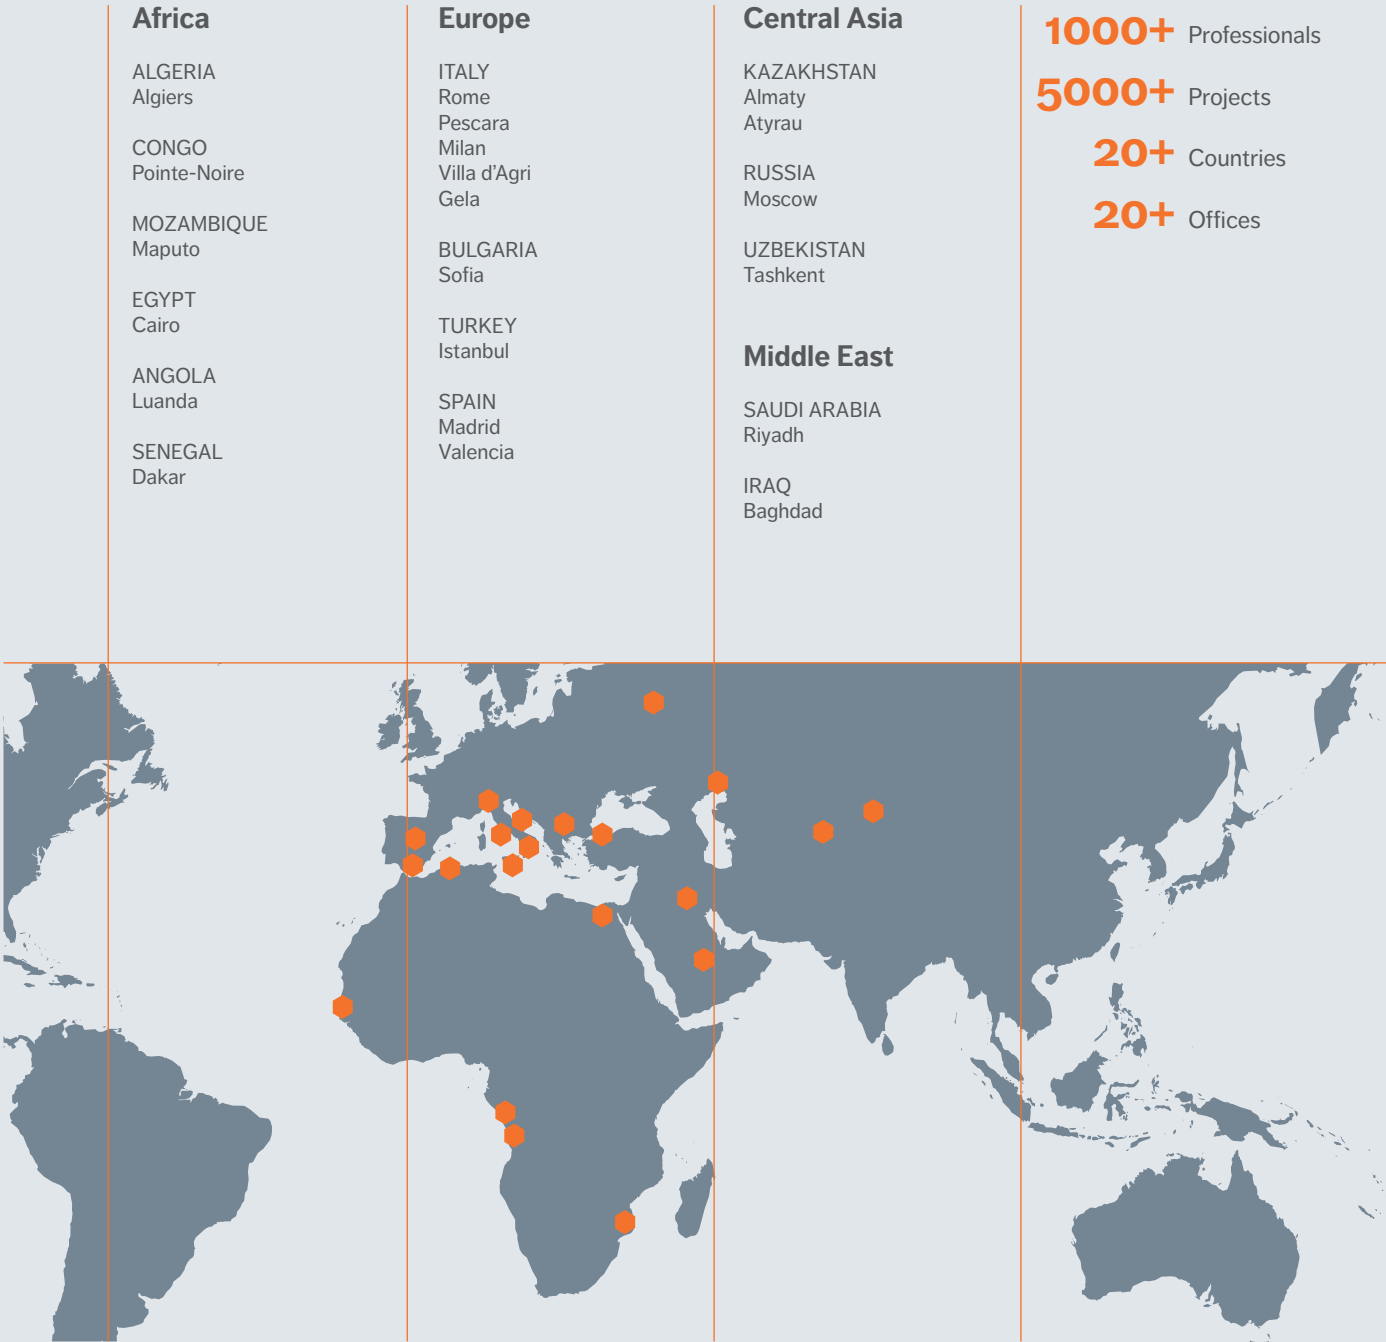 Africa
ALGERIA
Algiers
CONGO
Pointe-Noire
MOZAMBIQUE
Maputo
EGYPT
Cairo
ANGOLA
Luanda
SENEGAL
Dakar
Europe
ITALY
Rome
Pescara
Milan
Villa d’Agri
Gela
BULGARIA
Sofia
TURKEY
Istanbul
SPAIN
Madrid
Valencia
Central Asia
KAZAKHSTAN
Almaty
Atyrau
RUSSIA
Moscow
UZBEKISTAN
Tashkent
Middle East
SAUDI ARABIA
Riyadh
IRAQ
Baghdad
1000+ Professionals
5000+ Projects
20+ Countries
20+ Offices